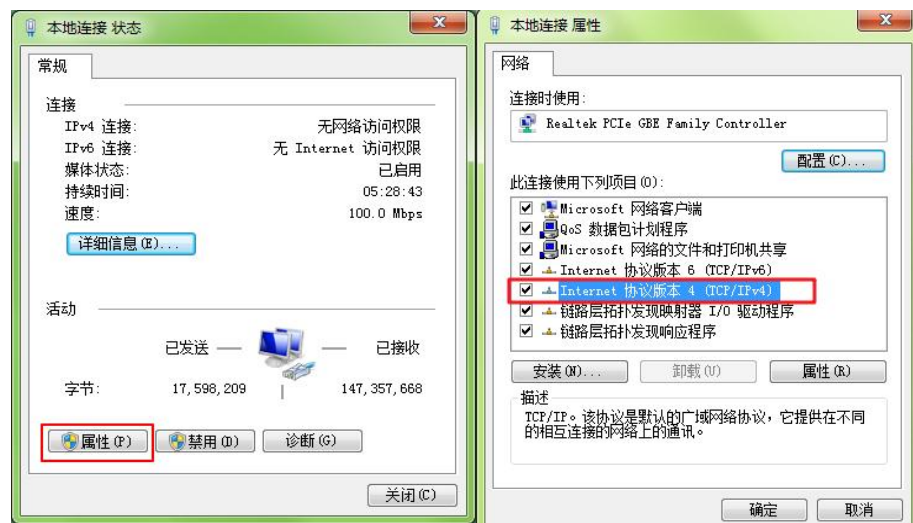 本地连接 状态
常规
连接
IPv4 连接: 无网络访问权限
IPv6 连接: 无 Internet 访问权限
媒体状态: 已启用
持续时间: 05:28:43
速度: 100.0 Mbps
详细信息(E)...
活动
已发送 — — 已接收
字节: 17,598,209 147,357,668
属性(P) 禁用(D) 诊断(G)
关闭(C)
本地连接 属性
网络
连接时使用:
Realtek PCIe GBE Family Controller
配置(C)...
此连接使用下列项目(O):
Microsoft 网络客户端
QoS 数据包计划程序
Microsoft 网络的文件和打印机共享
Internet 协议版本 6 (TCP/IPv6)
Internet 协议版本 4 (TCP/IPv4)
链路层拓扑发现映射器 I/O 驱动程序
链路层拓扑发现响应程序
安装(N)... 卸载(U) 属性(R)
描述
TCP/IP。该协议是默认的广域网络协议，它提供在不同
的相互连接的网络上的通讯。
确定 取消